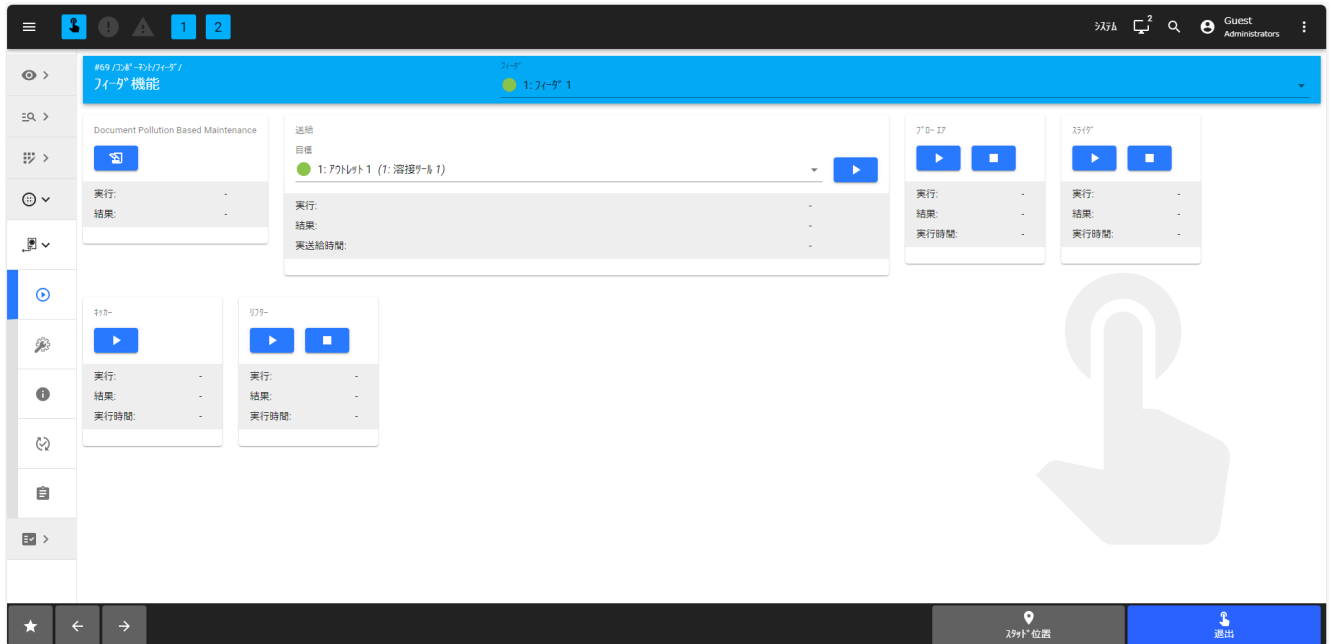 1
2
ｼｽﾃﾑ
2
Guest
Administrators
#69 /ｺﾝﾎﾟｰﾈﾝﾄ/ﾌｨｰﾀﾞ/
ﾌｨｰﾀﾞ機能
ﾌｨｰﾀﾞ
1: ﾌｨｰﾀﾞ 1
Document Pollution Based Maintenance
実行: -
結果: -
送給
目標
1: ｱｳﾄﾚｯﾄ 1 (1: 溶接ﾂｰﾙ 1)
実行: -
結果: -
実送給時間: -
ﾌﾞﾛｰ ｴｱ
実行: -
結果: -
実行時間: -
ｽﾗｲﾀﾞ
実行: -
結果: -
実行時間: -
ｷｯｶｰ
実行: -
結果: -
実行時間: -
ﾘﾌﾀｰ
実行: -
結果: -
実行時間: -
ｽﾀｯﾄﾞ位置
退出